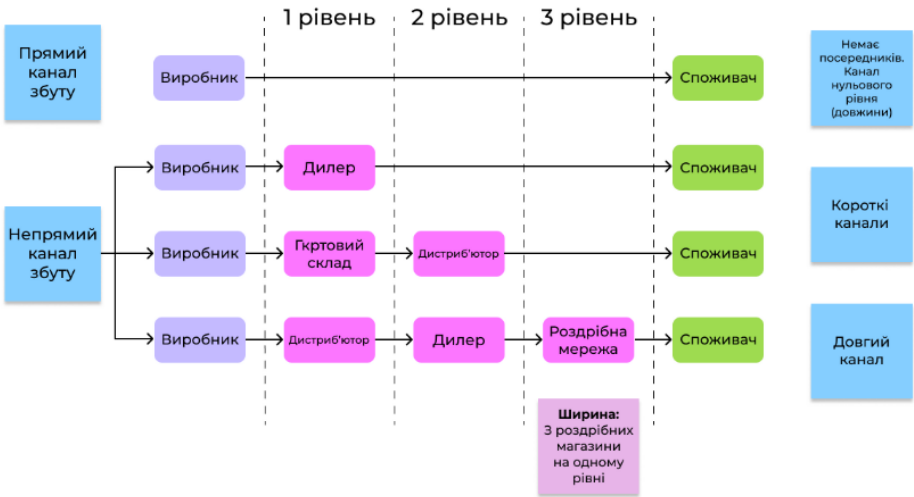 1 рівень 2 рівень 3 рівень
Прямий
канал
збуту
Виробник
Споживач
Немає
посередників.
Канал
нульового
рівня
(довжини)
Непрямий
канал
збуту
Виробник
Дилер
Споживач
Короткі
канали
Виробник
Гкртовий
склад
Дистриб'ютор
Споживач
Виробник
Дистриб'ютор
Дилер
Роздрібна
мережа
Споживач
Довгий
канал
Ширина:
3 роздрібних
магазини
на одному
рівні